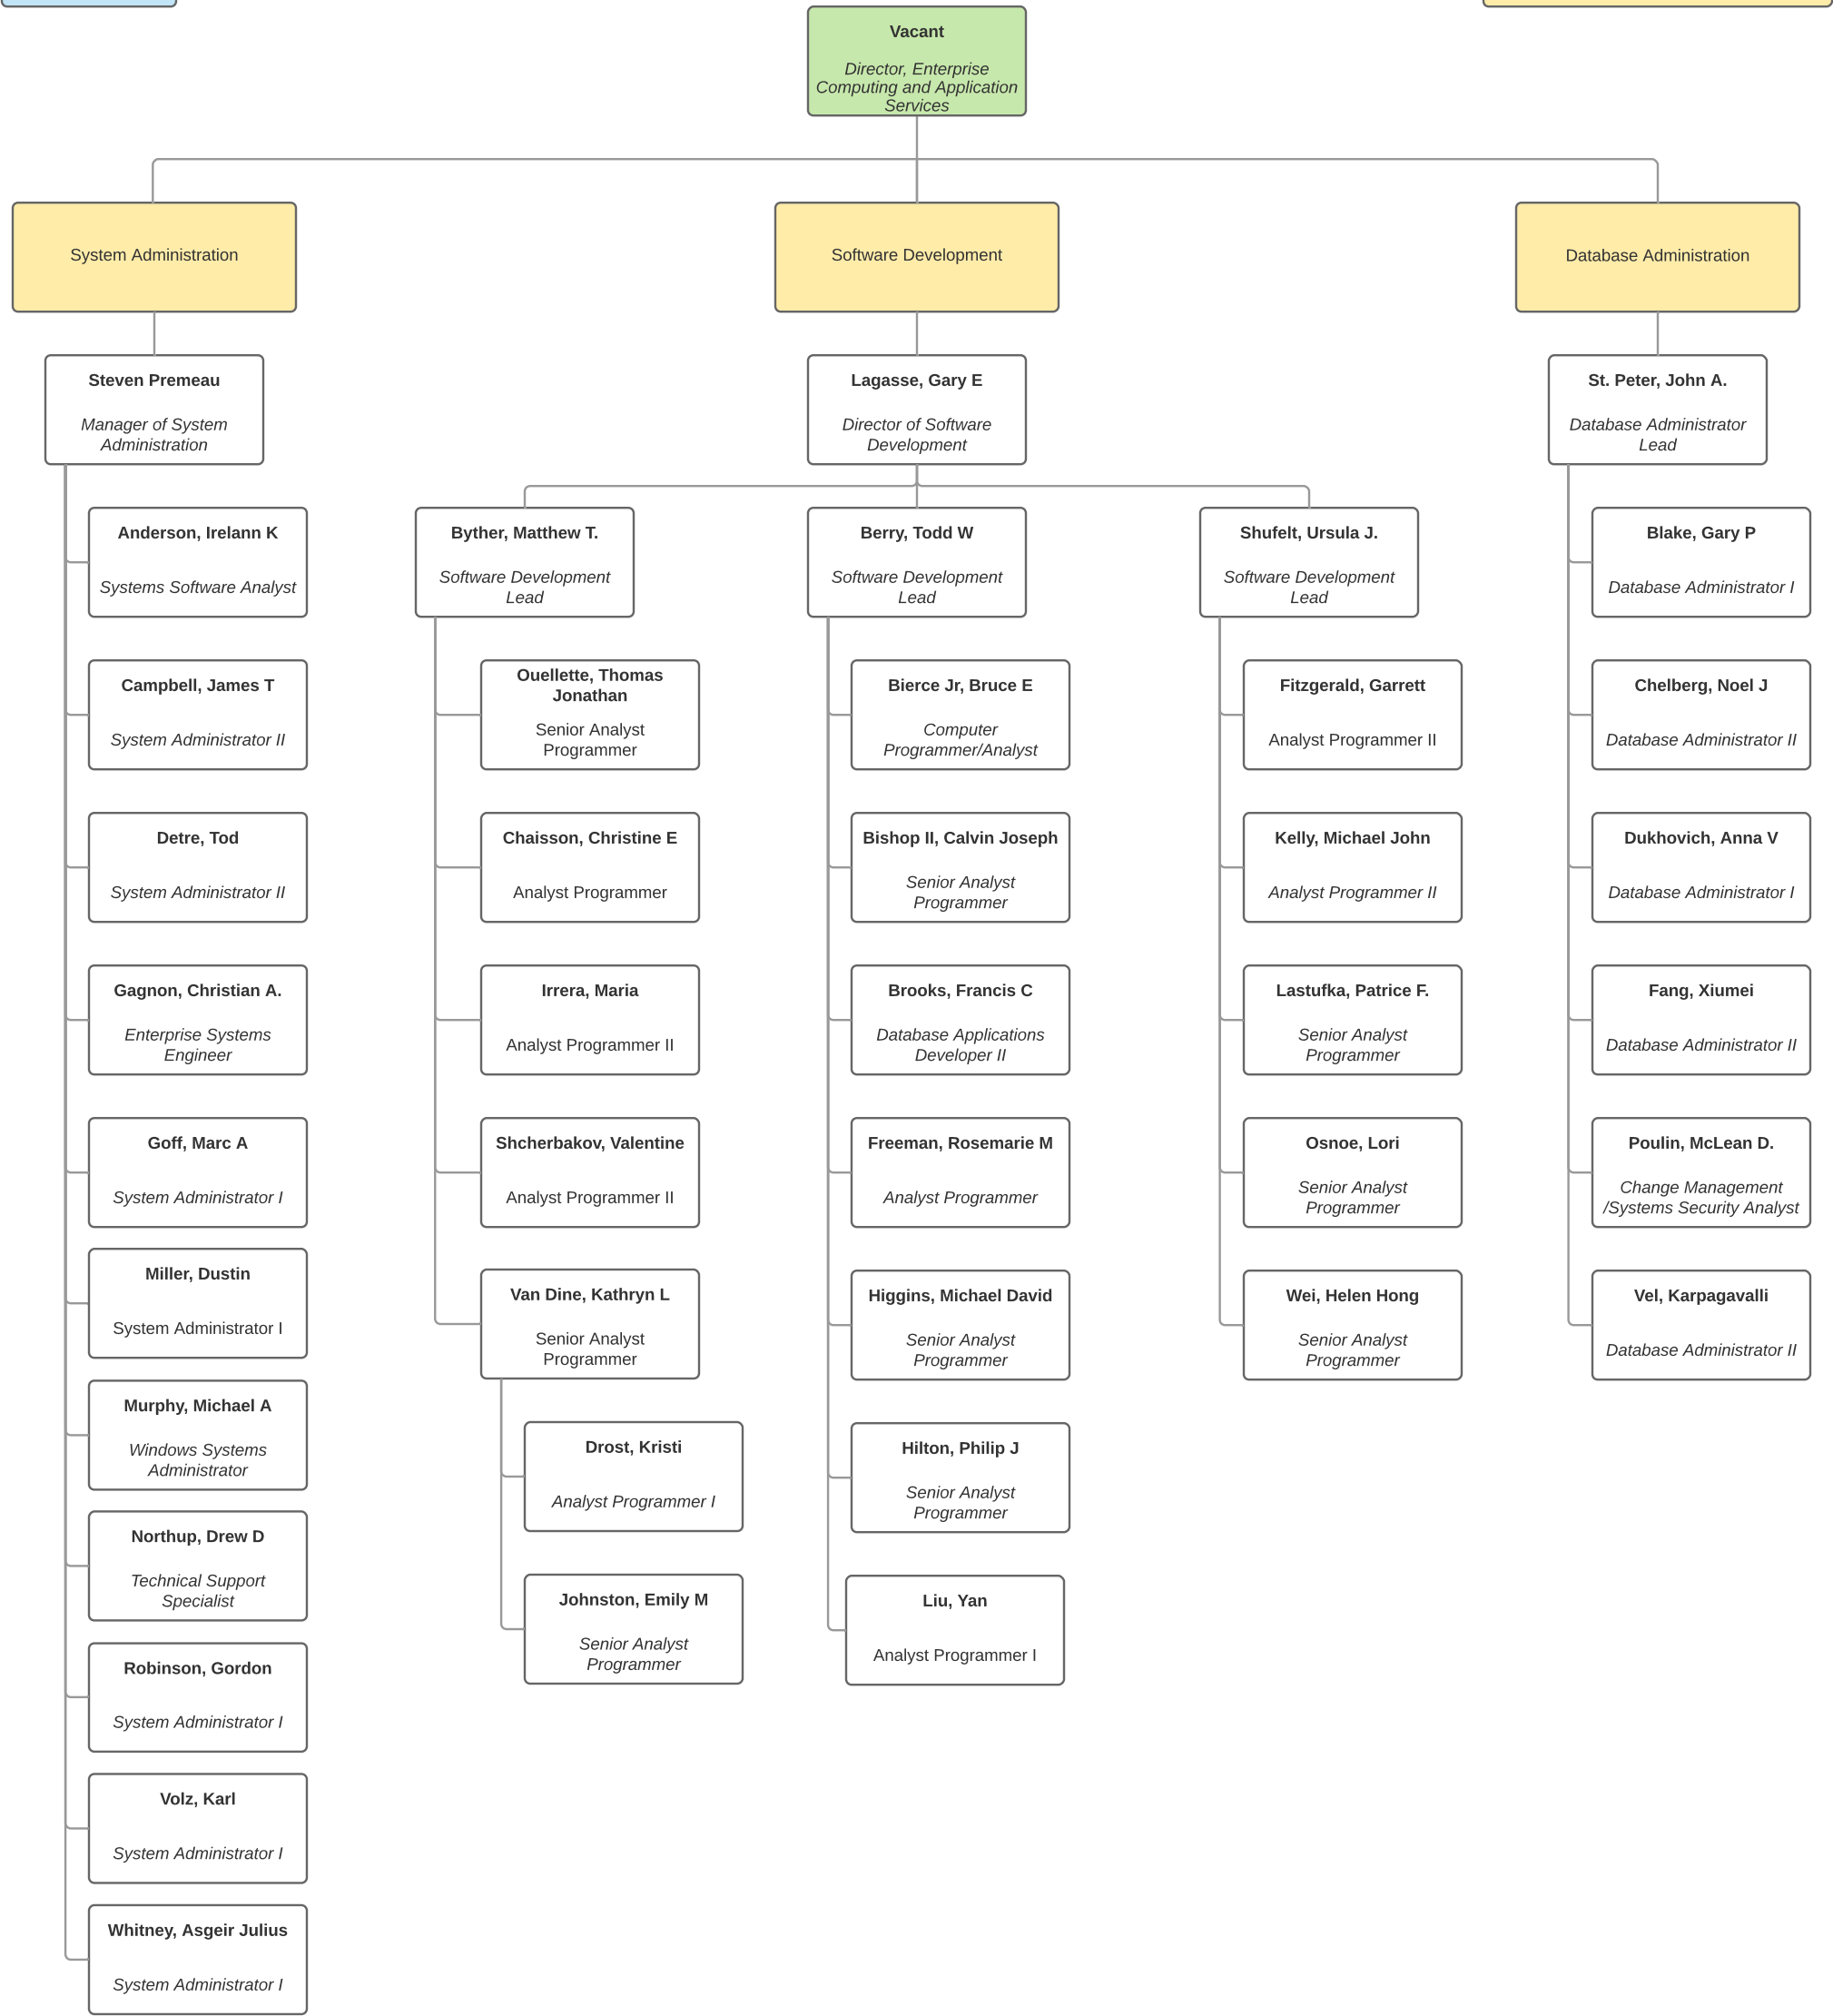 Vacant
Director, Enterprise
Computing and Application
Services
System Administration
Software Development
Database Administration
Steven Premeau
Manager of System
Administration
Lagasse, Gary E
Director of Software
Development
St. Peter, John A.
Database Administrator
Lead
Anderson, Irelann K
Systems Software Analyst
Campbell, James T
System Administrator II
Detre, Tod
System Administrator II
Gagnon, Christian A.
Enterprise Systems
Engineer
Goff, Marc A
System Administrator I
Miller, Dustin
System Administrator I
Murphy, Michael A
Windows Systems
Administrator
Northup, Drew D
Technical Support
Specialist
Robinson, Gordon
System Administrator I
Volz, Karl
System Administrator I
Whitney, Asgeir Julius
System Administrator I
Byther, Matthew T.
Software Development
Lead
Ouellette, Thomas
Jonathan
Senior Analyst
Programmer
Chaisson, Christine E
Analyst Programmer
Irrera, Maria
Analyst Programmer II
Shcherbakov, Valentine
Analyst Programmer II
Van Dine, Kathryn L
Senior Analyst
Programmer
Drost, Kristi
Analyst Programmer I
Johnston, Emily M
Senior Analyst
Programmer
Berry, Todd W
Software Development
Lead
Bierce Jr, Bruce E
Computer
Programmer/Analyst
Bishop II, Calvin Joseph
Senior Analyst
Programmer
Brooks, Francis C
Database Applications
Developer II
Freeman, Rosemarie M
Analyst Programmer
Higgins, Michael David
Senior Analyst
Programmer
Hilton, Philip J
Senior Analyst
Programmer
Liu, Yan
Analyst Programmer I
Shufelt, Ursula J.
Software Development
Lead
Fitzgerald, Garrett
Analyst Programmer II
Kelly, Michael John
Analyst Programmer II
Lastufka, Patrice F.
Senior Analyst
Programmer
Osnoe, Lori
Senior Analyst
Programmer
Wei, Helen Hong
Senior Analyst
Programmer
Blake, Gary P
Database Administrator I
Chelberg, Noel J
Database Administrator II
Dukhovich, Anna V
Database Administrator I
Fang, Xiumei
Database Administrator II
Poulin, McLean D.
Change Management
/Systems Security Analyst
Vel, Karpagavalli
Database Administrator II